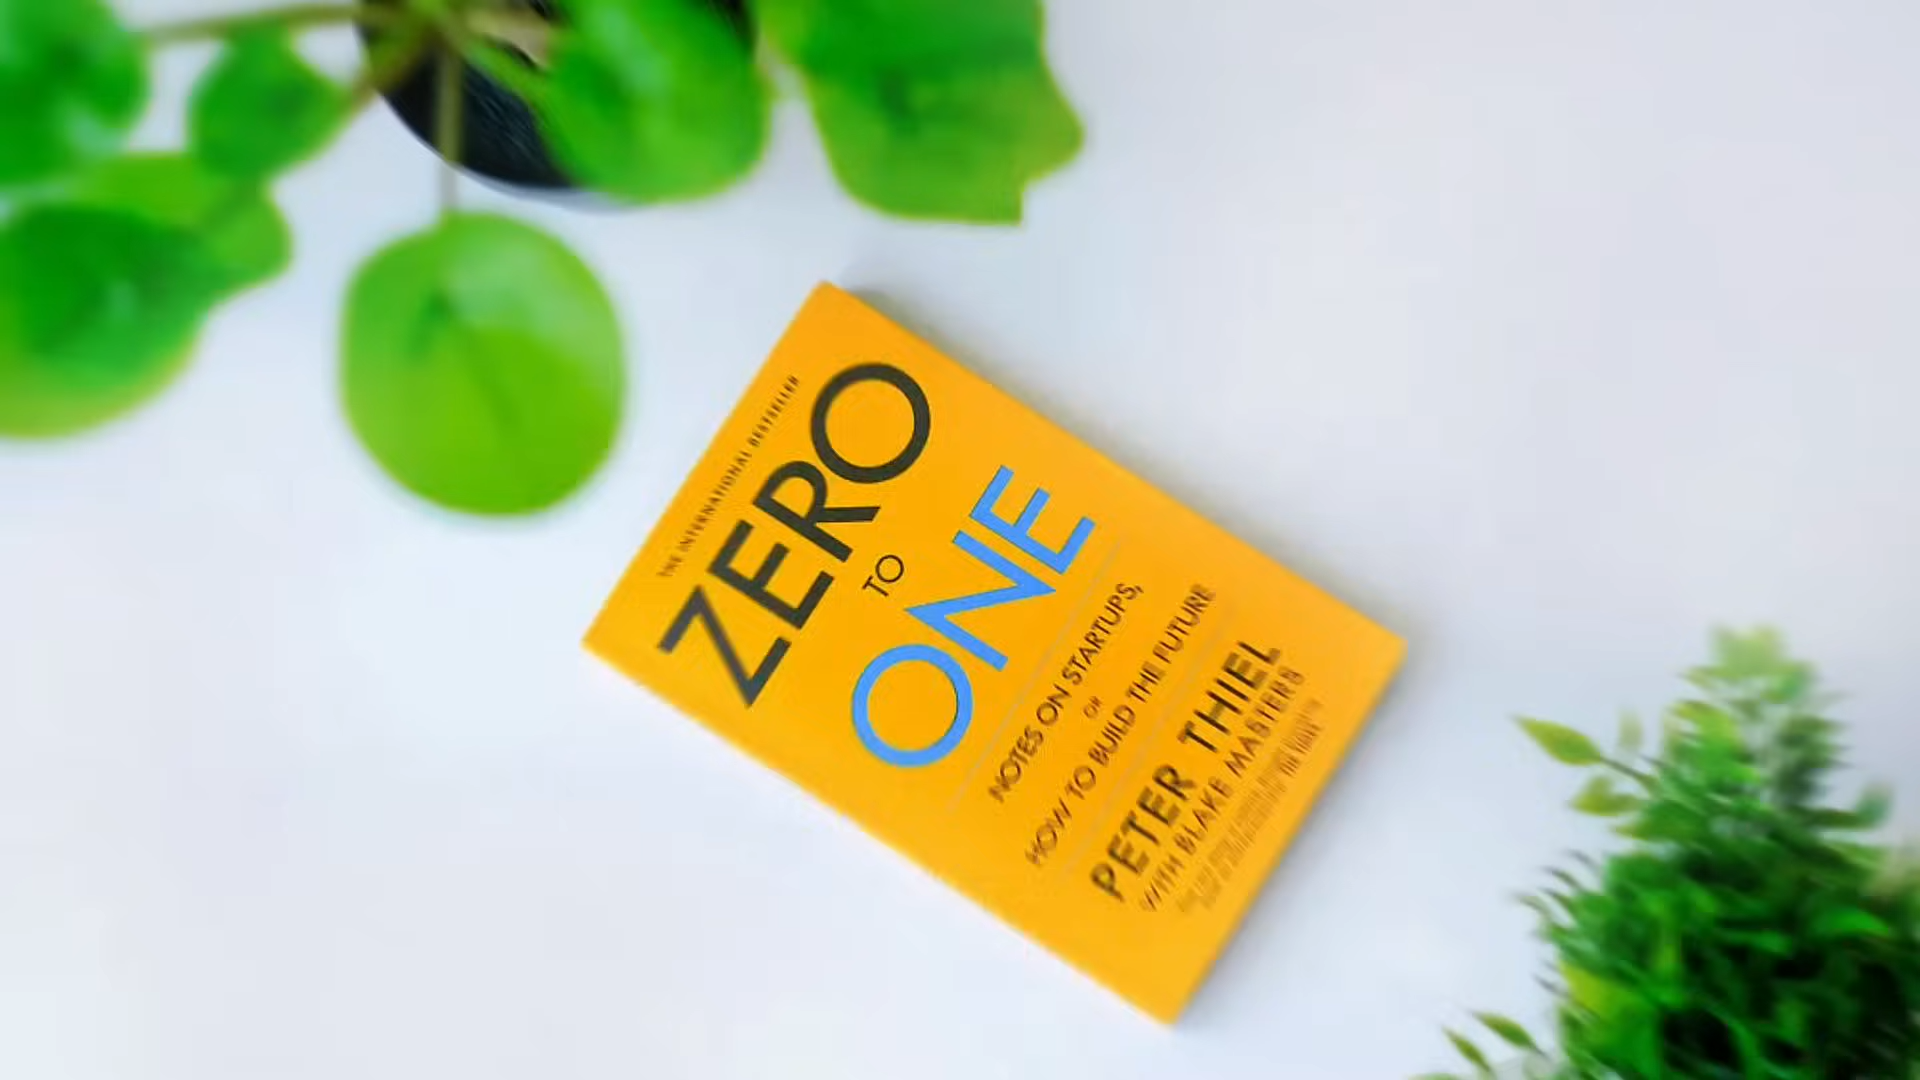 THE INTERNATIONAL BESTSELLER
ZERO
TO
ONE
NOTES ON STARTUPS,
OR
HOW TO BUILD THE FUTURE
PETER THIEL
WITH BLAKE MASTERS